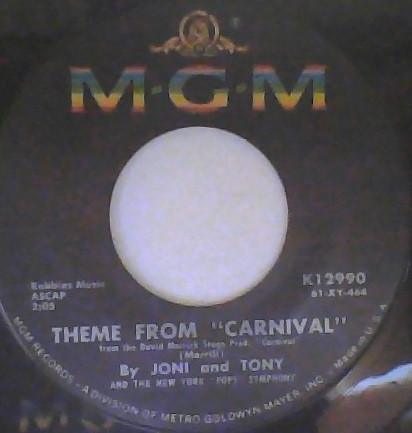 M·G·M
Robbins Music
ASCAP
2:05
K12990
61-XY-464
THEME FROM "CARNIVAL"
from the David Merrick Stage Prod. "Carnival"
(Merrill)
By JONI and TONY
AND THE NEW YORK "POPS" SYMPHONY
MGM RECORDS - A DIVISION OF METRO GOLDWYN MAYER, INC. - MADE IN U.S.A.